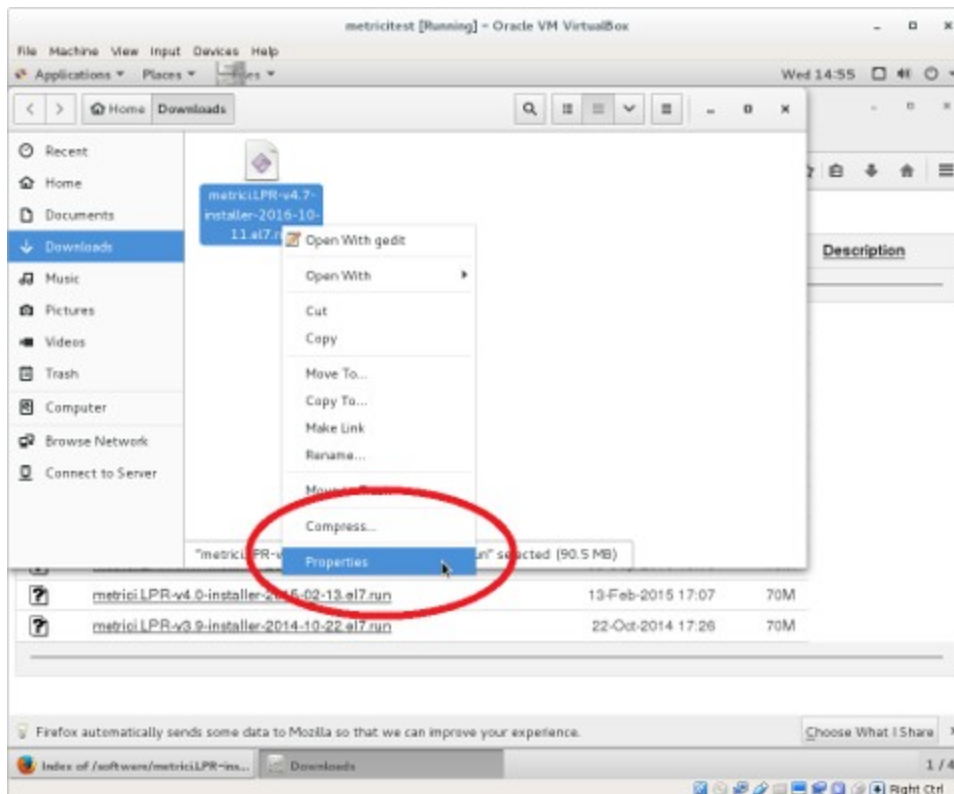 metricitest [Running] - Oracle VM VirtualBox
File Machine View Input Devices Help
Applications Places Wed 14:55
Home Downloads
Recent
Home
Documents
Downloads
Music
Pictures
Videos
Trash
Computer
Browse Network
Connect to Server
metrici.LPR-v4.7-
installer-2016-10-
11.el7.r
Open With gedit
Open With
Cut
Copy
Move To...
Copy To...
Make Link
Rename...
Compress...
Properties
"metrici.LPR-v un" selected (90.5 MB)
Description
metrici.LPR-v4.0-installer-2015-02-13.el7.run 13-Feb-2015 17:07 70M
metrici.LPR-v3.9-installer-2014-10-22.el7.run 22-Oct-2014 17:26 70M
Firefox automatically sends some data to Mozilla so that we can improve your experience. Choose What I Share
Index of /software/metrici.LPR-ins... Downloads 1 / 4
Right Ctrl